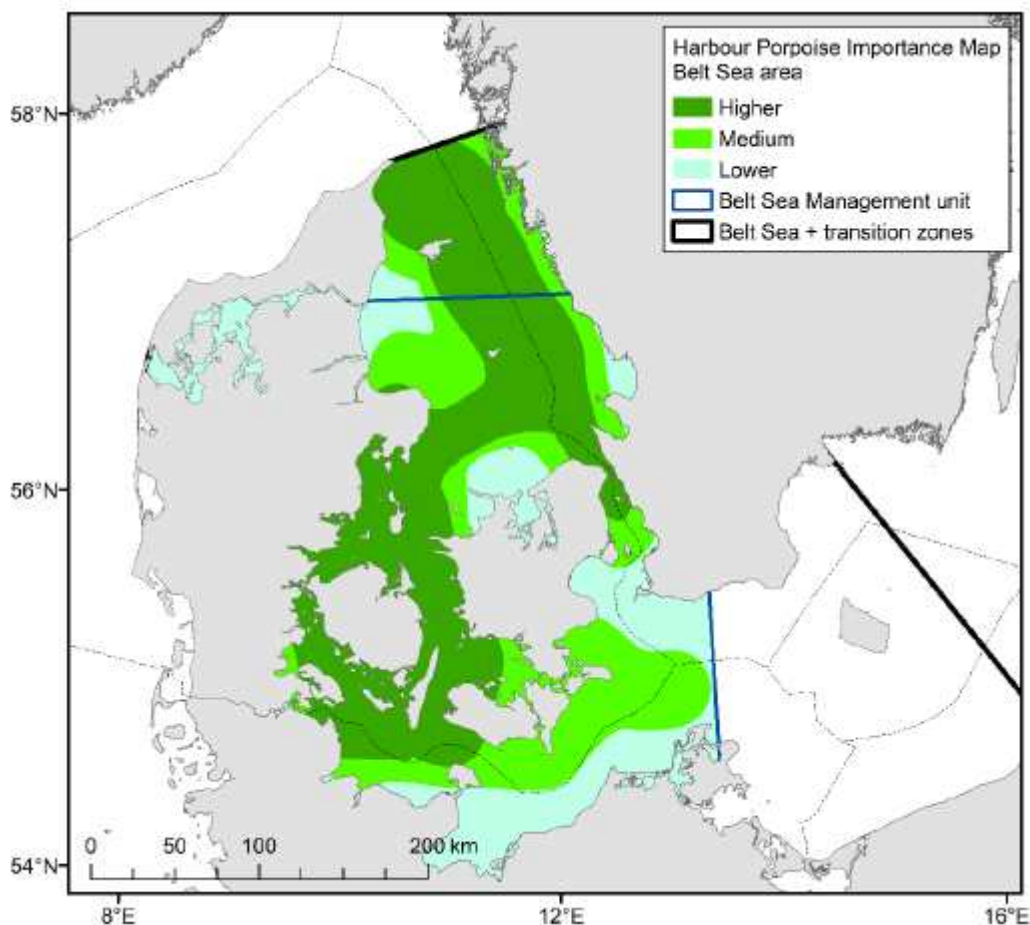 Harbour Porpoise Importance Map
Belt Sea area
Higher
Medium
Lower
Belt Sea Management unit
Belt Sea + transition zones
58°N
56°N
54°N
0 50 100 200 km
8°E 12°E 16°E